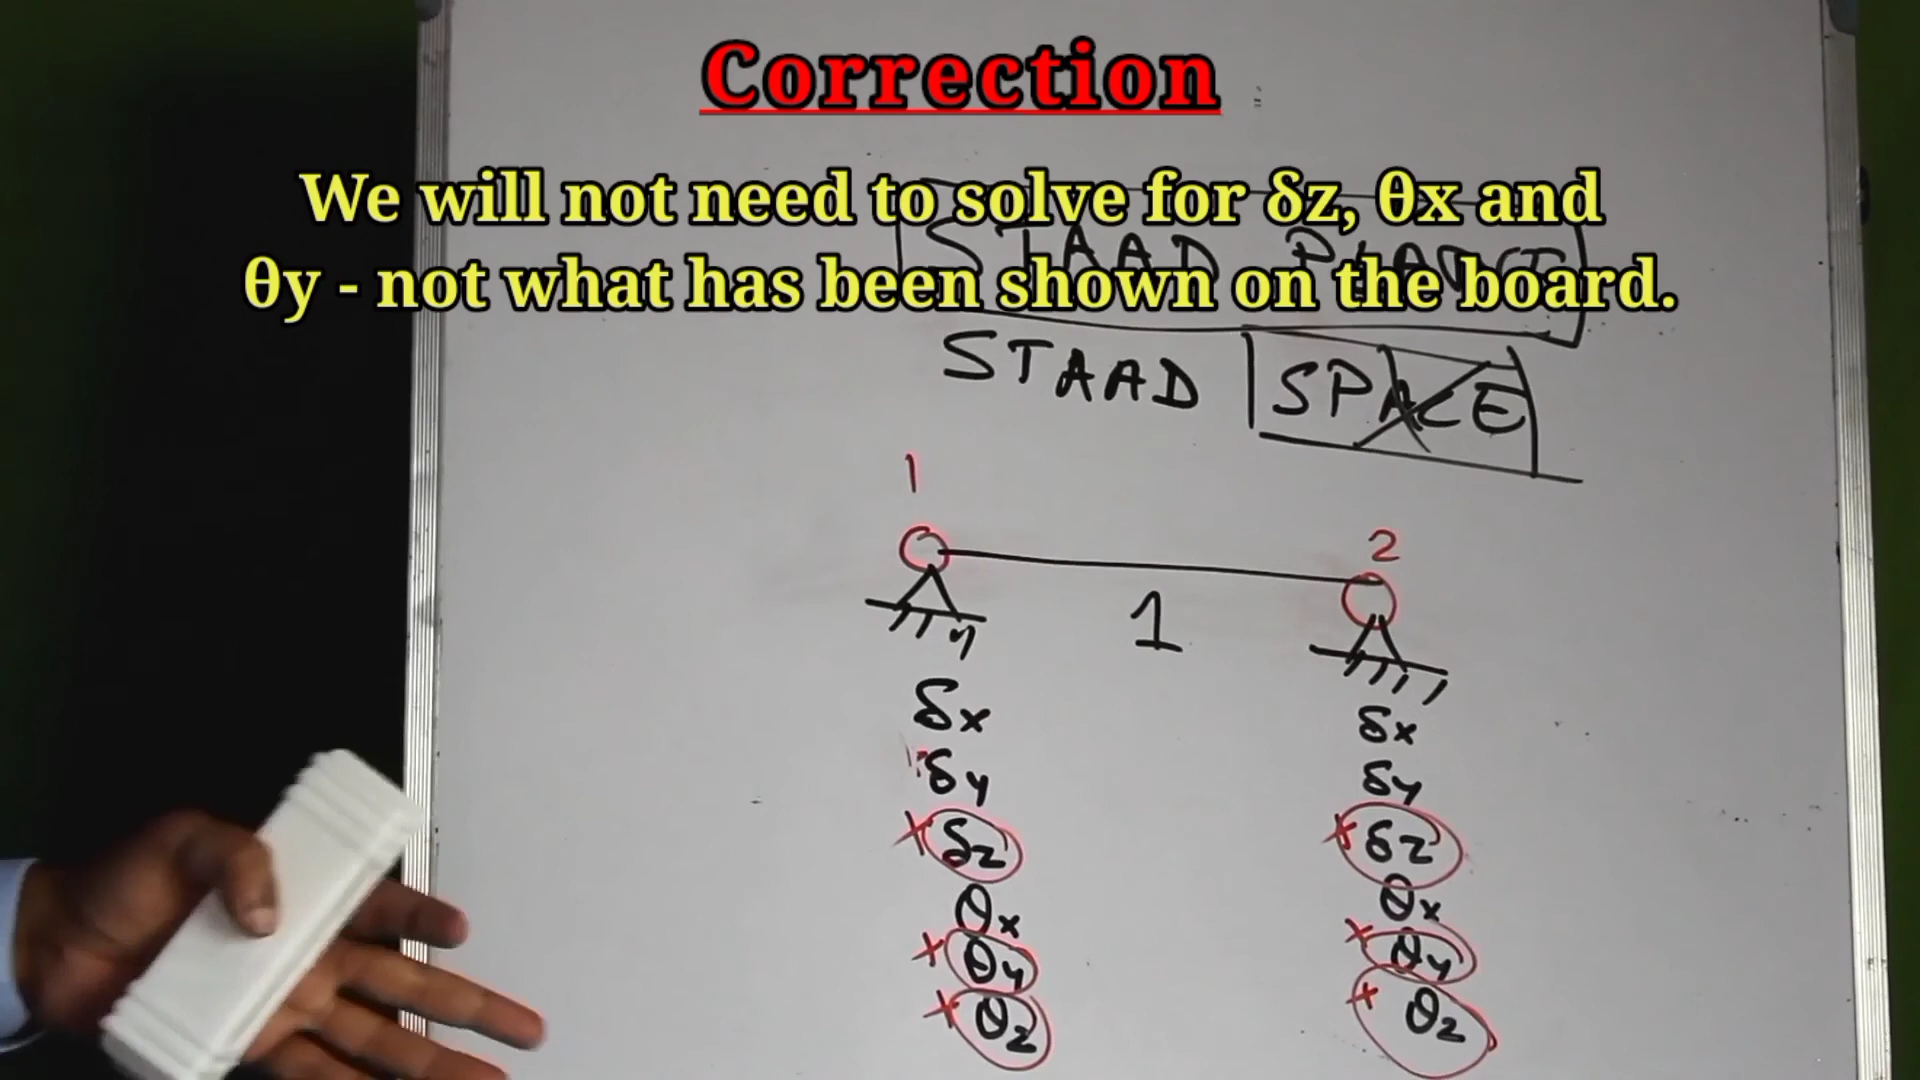 Correction
We will not need to solve for δz, θx and
θy - not what has been shown on the board.
STAAD
STAAD SPACE
1
2
1
δx δx
δy δy
x δz x δz
θx θx
x θy x θy
x θz x θz